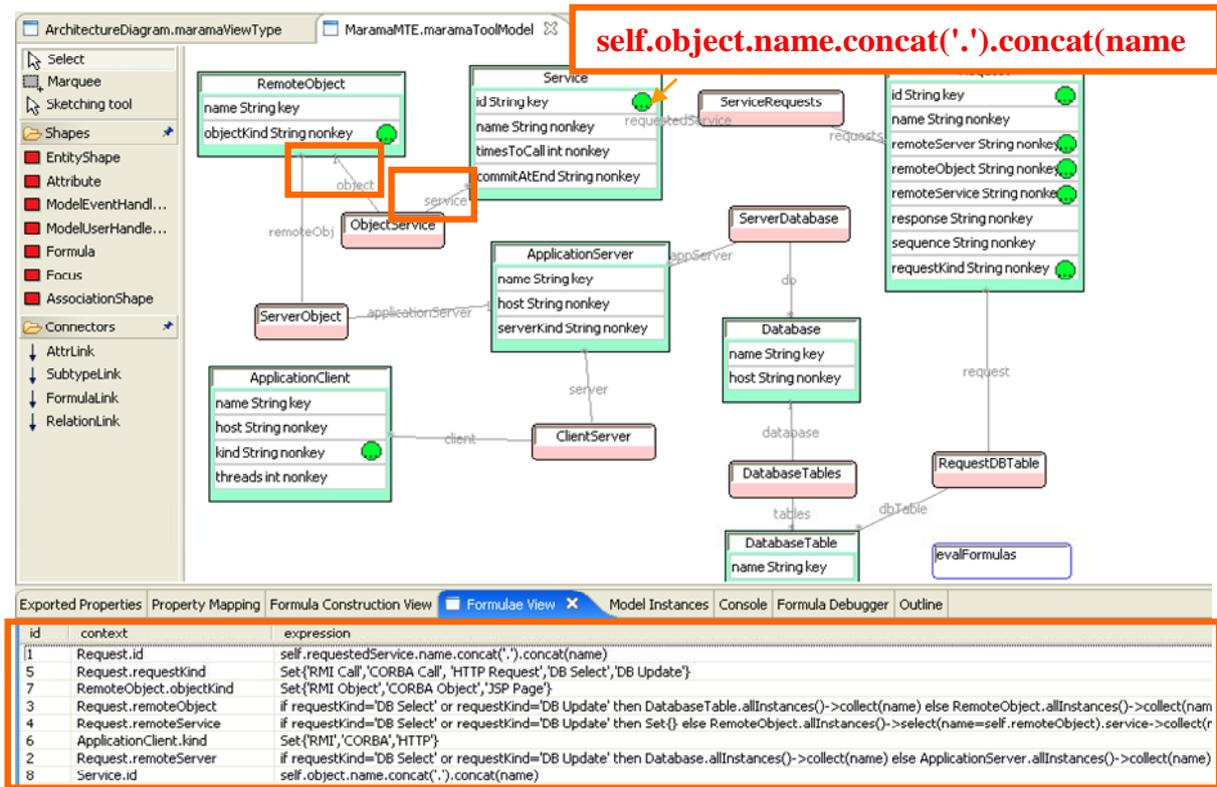 ArchitectureDiagram.maramaViewType
MaramaMTE.maramaToolModel
self.object.name.concat('.').concat(name
Select
Marquee
Sketching tool
Shapes
EntityShape
Attribute
ModelEventHandl...
ModelUserHandle...
Formula
Focus
AssociationShape
Connectors
AttrLink
SubtypeLink
FormulaLink
RelationLink
RemoteObject
name String key
objectKind String nonkey
Service
id String key
name String nonkey
timesToCall int nonkey
commitAtEnd String nonkey
requestedService
ServiceRequests
requests
id String key
name String nonkey
remoteServer String nonkey
remoteObject String nonkey
remoteService String nonke
response String nonkey
sequence String nonkey
requestKind String nonkey
object
service
remoteObj
ObjectService
ServerDatabase
appServer
ApplicationServer
name String key
host String nonkey
serverKind String nonkey
db
ServerObject
applicationServer
Database
name String key
host String nonkey
request
ApplicationClient
name String key
host String nonkey
kind String nonkey
threads int nonkey
server
client
ClientServer
database
DatabaseTables
RequestDBTable
tables
dbTable
DatabaseTable
name String key
evalFormulas
Exported Properties Property Mapping Formula Construction View Formulae View Model Instances Console Formula Debugger Outline
id context expression
1 Request.id self.requestedService.name.concat('.').concat(name)
5 Request.requestKind Set{'RMI Call','CORBA Call', 'HTTP Request','DB Select','DB Update'}
7 RemoteObject.objectKind Set{'RMI Object','CORBA Object','JSP Page'}
3 Request.remoteObject if requestKind='DB Select' or requestKind='DB Update' then DatabaseTable.allInstances()->collect(name) else RemoteObject.allInstances()->collect(nam
4 Request.remoteService if requestKind='DB Select' or requestKind='DB Update' then Set{} else RemoteObject.allInstances()->select(name=self.remoteObject).service->collect(r
6 ApplicationClient.kind Set{'RMI','CORBA','HTTP'}
2 Request.remoteServer if requestKind='DB Select' or requestKind='DB Update' then Database.allInstances()->collect(name) else ApplicationServer.allInstances()->collect(name)
8 Service.id self.object.name.concat('.').concat(name)